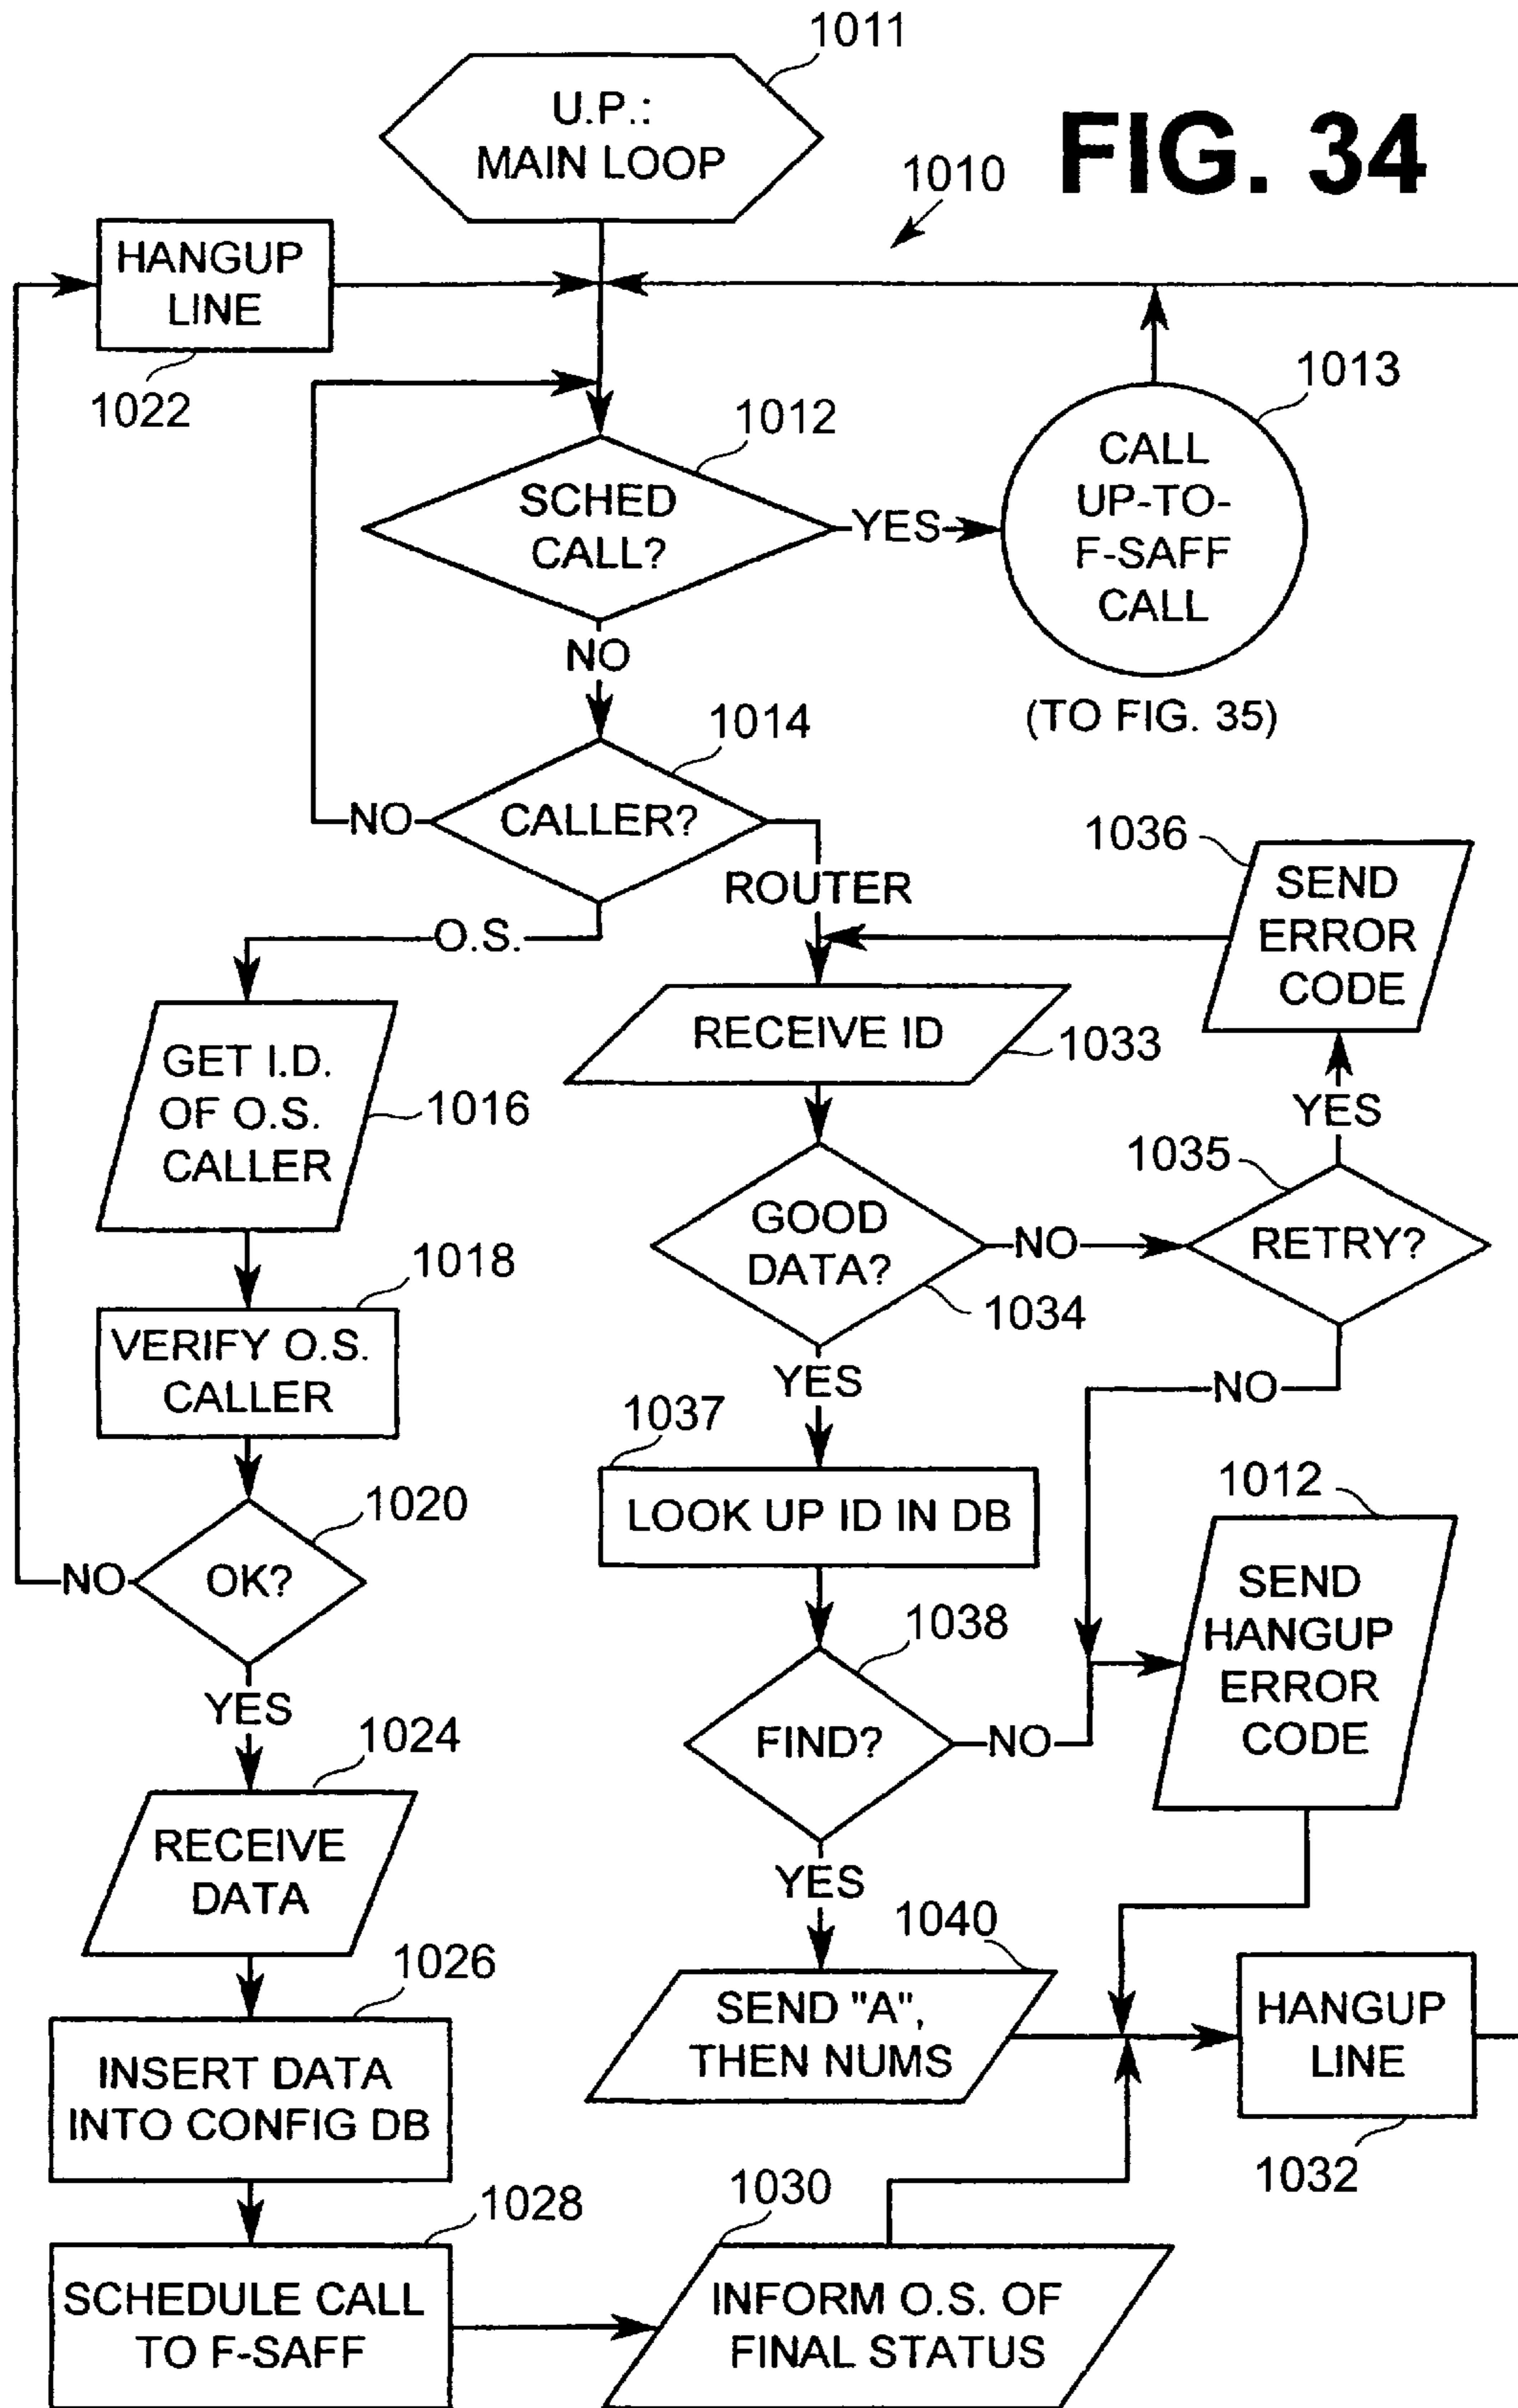 1011
U.P.:
MAIN LOOP
FIG. 34
1010
HANGUP
LINE
1022
1012
SCHED
CALL?
YES
1013
CALL
UP-TO-
F-SAFF
CALL
(TO FIG. 35)
NO
1014
CALLER?
NO
ROUTER
O.S.
1036
SEND
ERROR
CODE
RECEIVE ID
1033
GET I.D.
OF O.S.
CALLER
1016
YES
1035
GOOD
DATA?
NO
RETRY?
1034
1018
VERIFY O.S.
CALLER
YES
NO
1037
LOOK UP ID IN DB
1012
SEND
HANGUP
ERROR
CODE
1020
OK?
NO
1038
FIND?
NO
YES
1024
RECEIVE
DATA
YES
1040
SEND "A",
THEN NUMS
HANGUP
LINE
1032
1026
INSERT DATA
INTO CONFIG DB
1028
SCHEDULE CALL
TO F-SAFF
1030
INFORM O.S. OF
FINAL STATUS